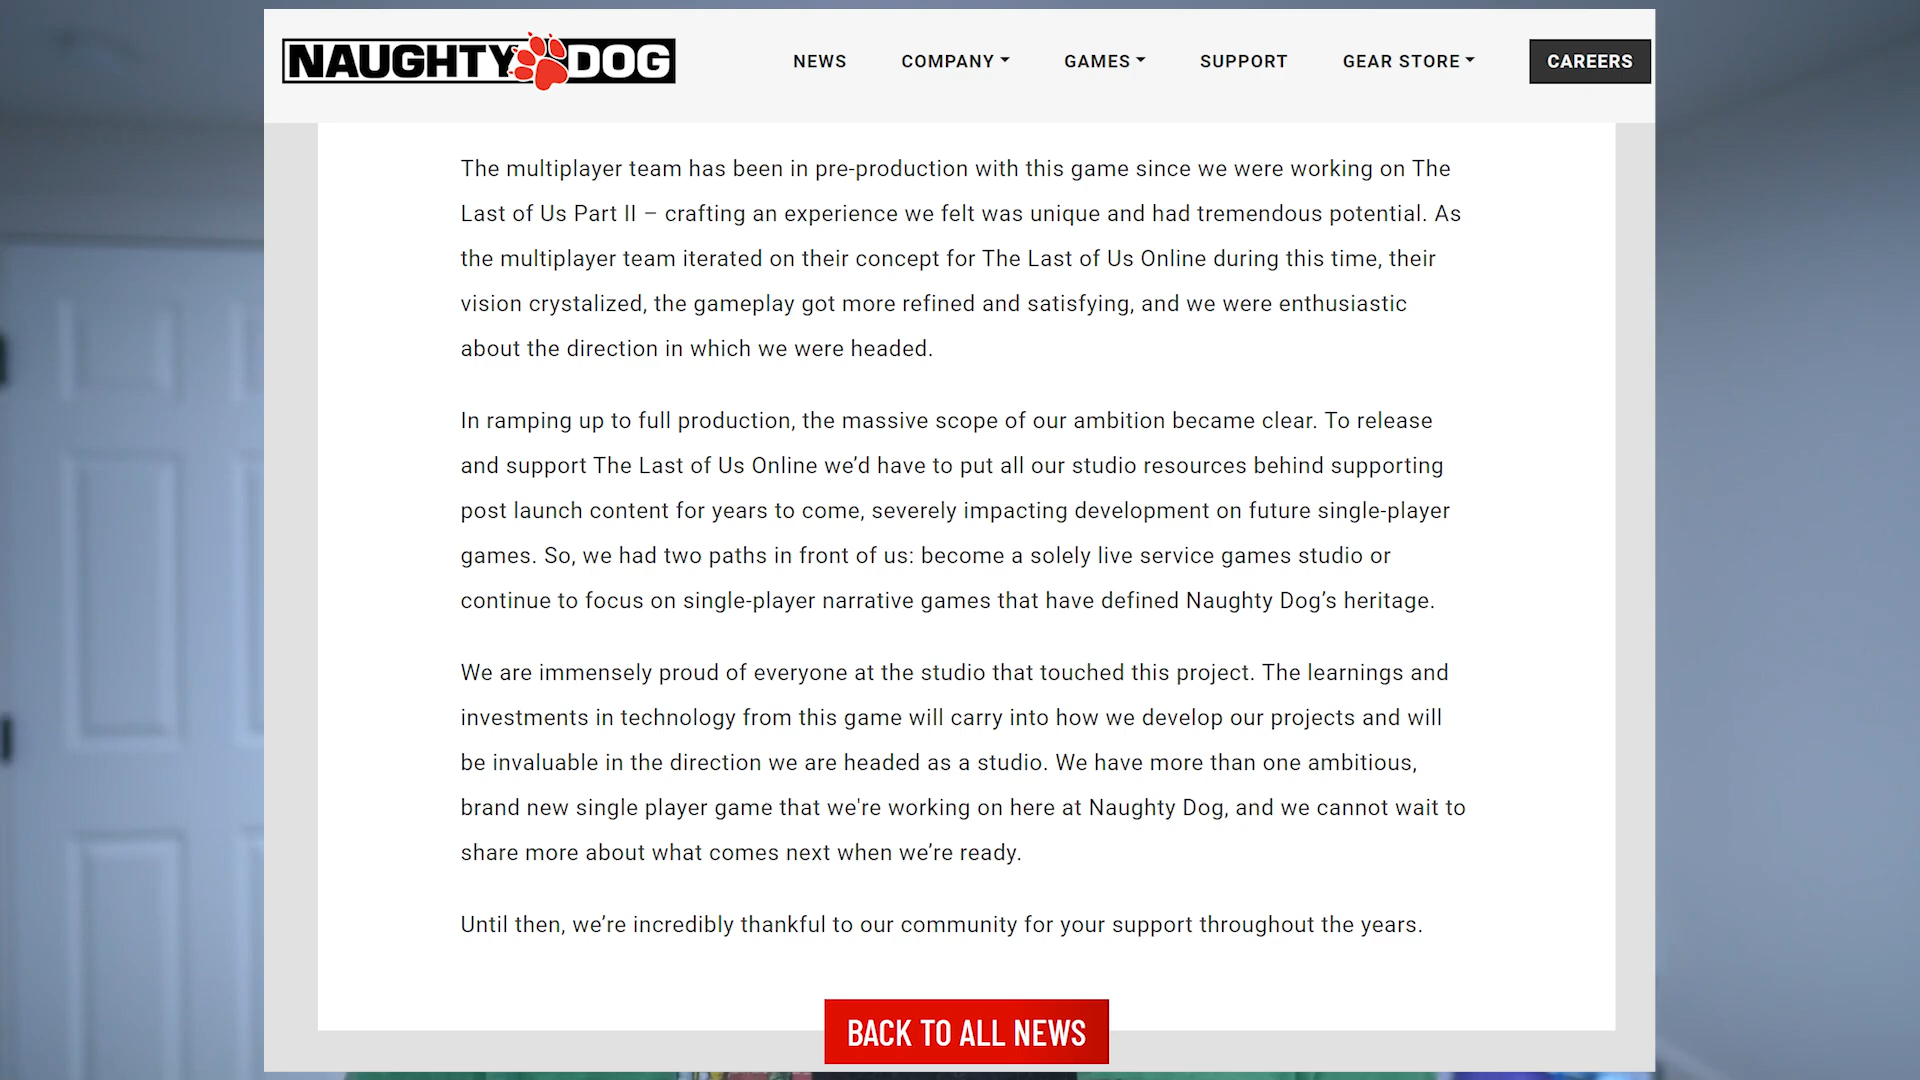 NAUGHTY DOG
NEWS COMPANY GAMES SUPPORT GEAR STORE CAREERS
The multiplayer team has been in pre-production with this game since we were working on The
Last of Us Part II – crafting an experience we felt was unique and had tremendous potential. As
the multiplayer team iterated on their concept for The Last of Us Online during this time, their
vision crystalized, the gameplay got more refined and satisfying, and we were enthusiastic
about the direction in which we were headed.
In ramping up to full production, the massive scope of our ambition became clear. To release
and support The Last of Us Online we’d have to put all our studio resources behind supporting
post launch content for years to come, severely impacting development on future single-player
games. So, we had two paths in front of us: become a solely live service games studio or
continue to focus on single-player narrative games that have defined Naughty Dog’s heritage.
We are immensely proud of everyone at the studio that touched this project. The learnings and
investments in technology from this game will carry into how we develop our projects and will
be invaluable in the direction we are headed as a studio. We have more than one ambitious,
brand new single player game that we're working on here at Naughty Dog, and we cannot wait to
share more about what comes next when we’re ready.
Until then, we’re incredibly thankful to our community for your support throughout the years.
BACK TO ALL NEWS